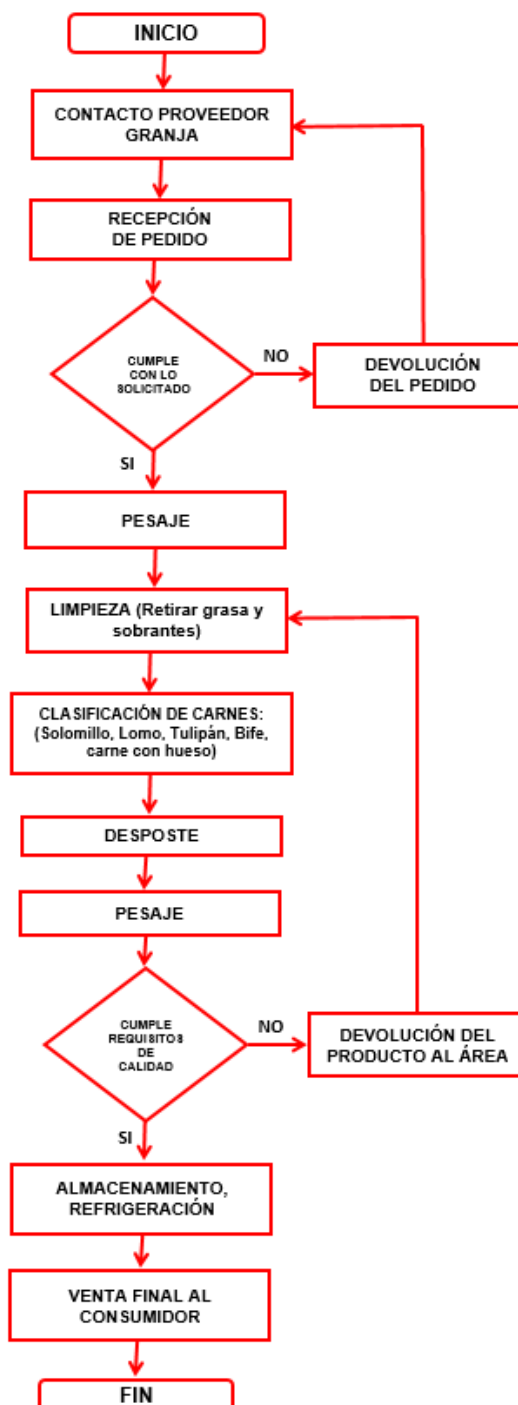 INICIO
CONTACTO PROVEEDOR
GRANJA
RECEPCIÓN
DE PEDIDO
CUMPLE
CON LO
SOLICITADO
NO
DEVOLUCIÓN
DEL PEDIDO
SI
PESAJE
LIMPIEZA (Retirar grasa y
sobrantes)
CLASIFICACIÓN DE CARNES:
(Solomillo, Lomo, Tulipán, Bife,
carne con hueso)
DESPOSTE
PESAJE
CUMPLE
REQUISITOS
DE
CALIDAD
NO
DEVOLUCIÓN DEL
PRODUCTO AL ÁREA
SI
ALMACENAMIENTO,
REFRIGERACIÓN
VENTA FINAL AL
CONSUMIDOR
FIN